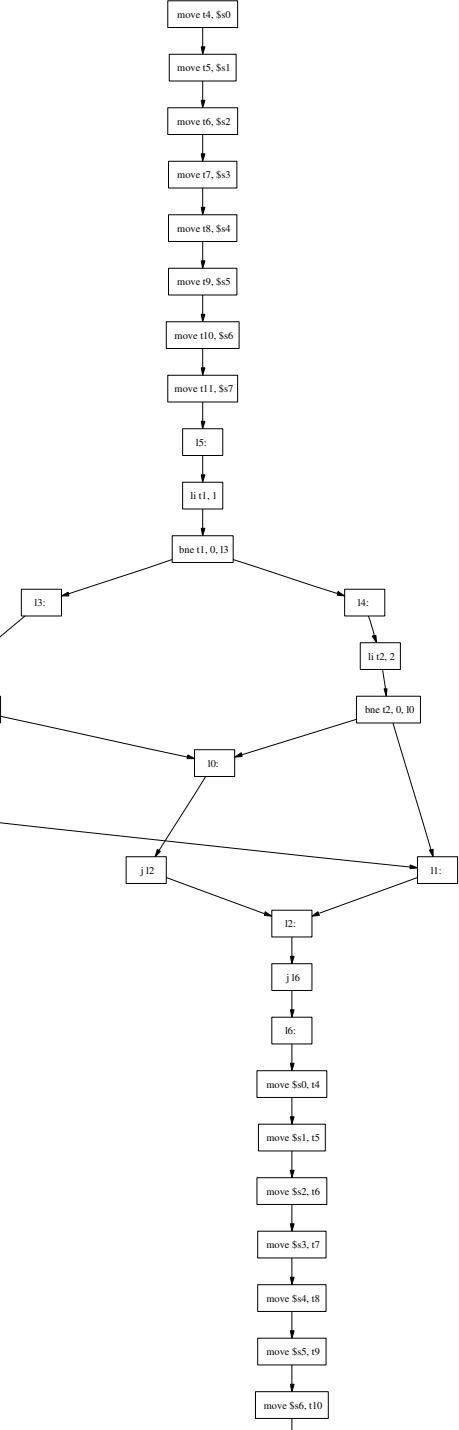 move t4, $s0
move t5, $s1
move t6, $s2
move t7, $s3
move t8, $s4
move t9, $s5
move t10, $s6
move t11, $s7
l5:
li t1, 1
bne t1, 0, l3
l3:
l4:
li t2, 2
bne t2, 0, l0
l0:
j l2
l1:
l2:
j l6
l6:
move $s0, t4
move $s1, t5
move $s2, t6
move $s3, t7
move $s4, t8
move $s5, t9
move $s6, t10